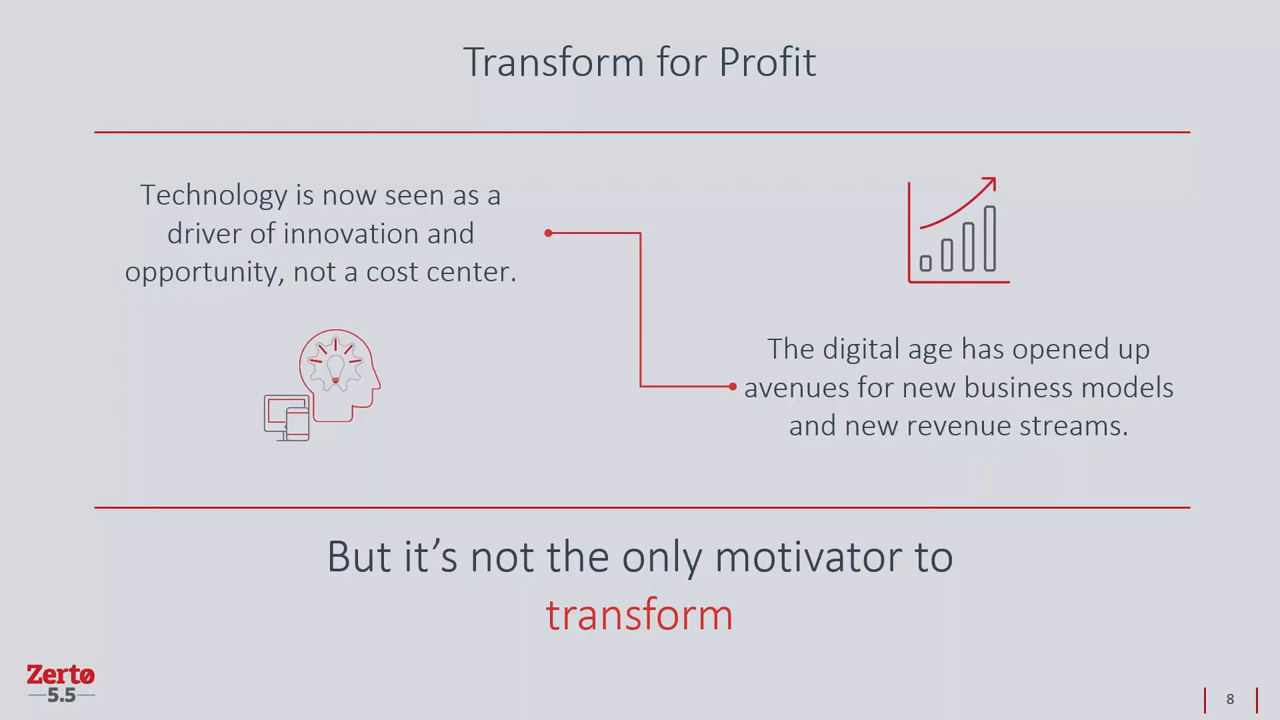 Transform for Profit
Technology is now seen as a
driver of innovation and
opportunity, not a cost center.
The digital age has opened up
avenues for new business models
and new revenue streams.
But it’s not the only motivator to
transform
Zerto
5.5
8